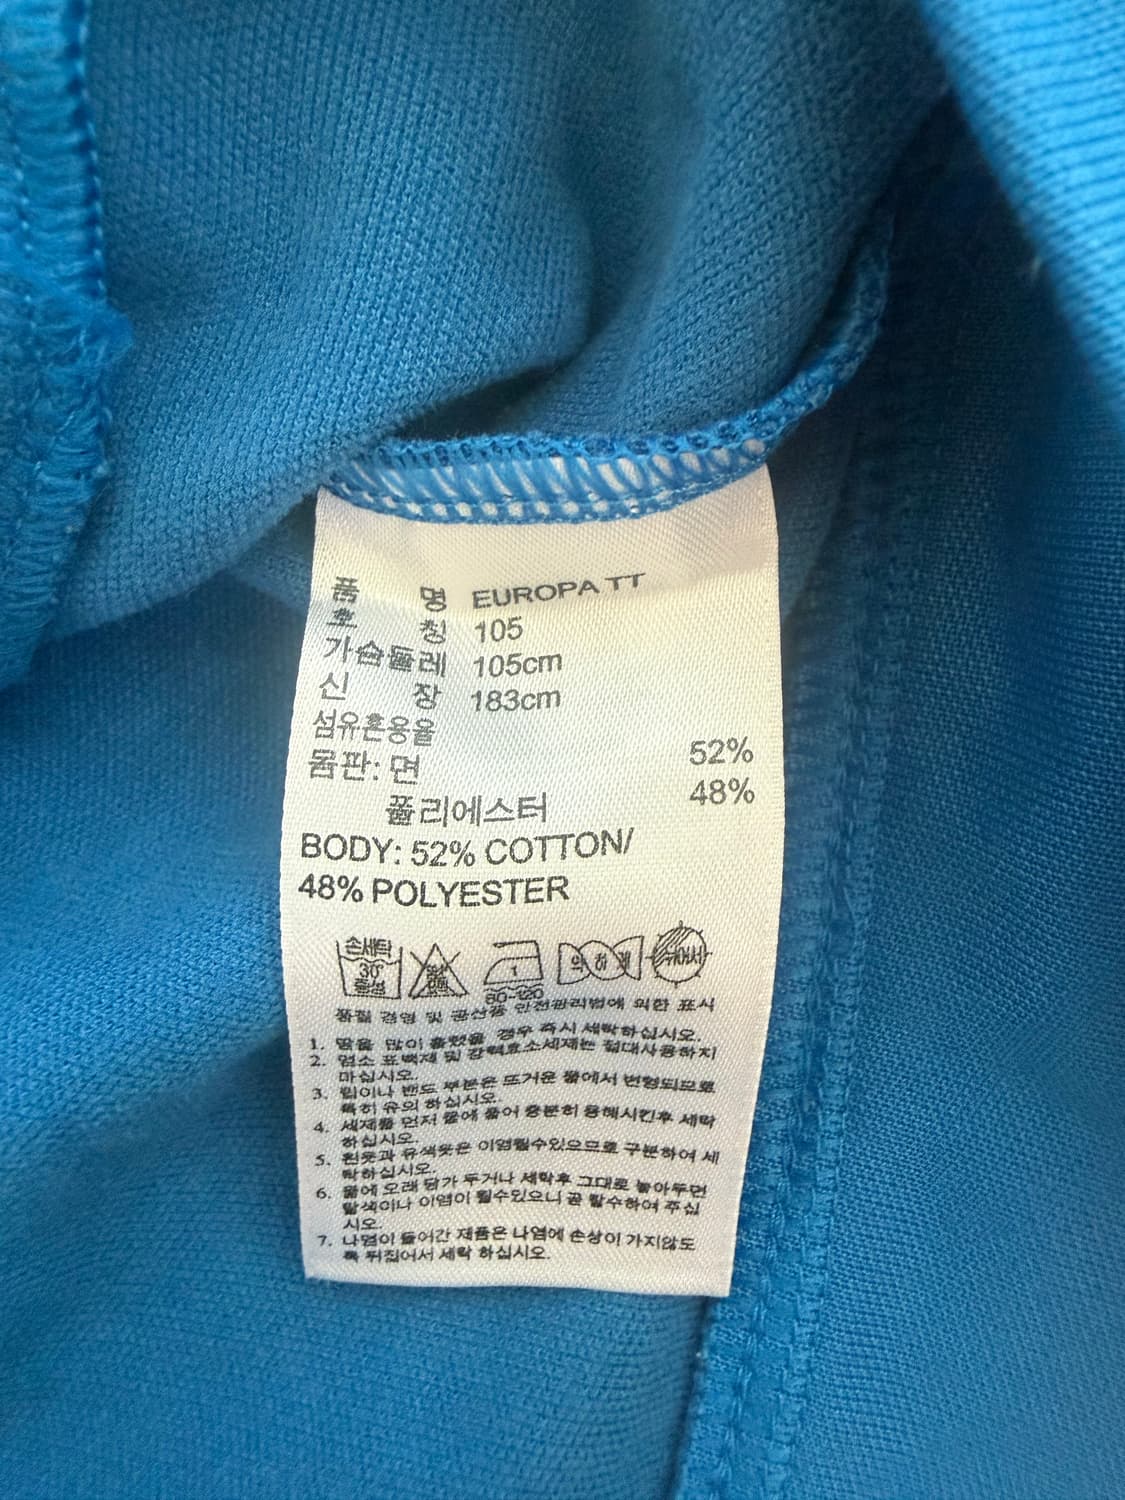 품 명 EUROPA TT
호 칭 105
가슴둘레 105cm
신 장 183cm
섬유혼용율
몸판: 면 52%
폴리에스터 48%
BODY: 52% COTTON/
48% POLYESTER
손세탁 30° 중성
1 80-120
약 하 게
뉘어서
품질 경영 및 공산품 안전관리법에 의한 표시
1. 땀을 많이 흘렸을 경우 즉시 세탁하십시오.
2. 염소 표백제 및 강력효소세제는 절대사용하지
마십시오.
3. 립이나 밴드 부분은 뜨거운 물에서 변형되므로
특히 유의 하십시오.
4. 세제를 먼저 물에 풀어 충분히 용해시킨후 세탁
하십시오.
5. 흰옷과 유색옷은 이염될수있으므로 구분하여 세
탁하십시오.
6. 물에 오래 담가 두거나 세탁후 그대로 놓아두면
탈색이나 이염이 될수있으니 곧 탈수하여 주십
시오.
7. 나염이 들어간 제품은 나염에 손상이 가지않도
록 뒤집어서 세탁 하십시오.